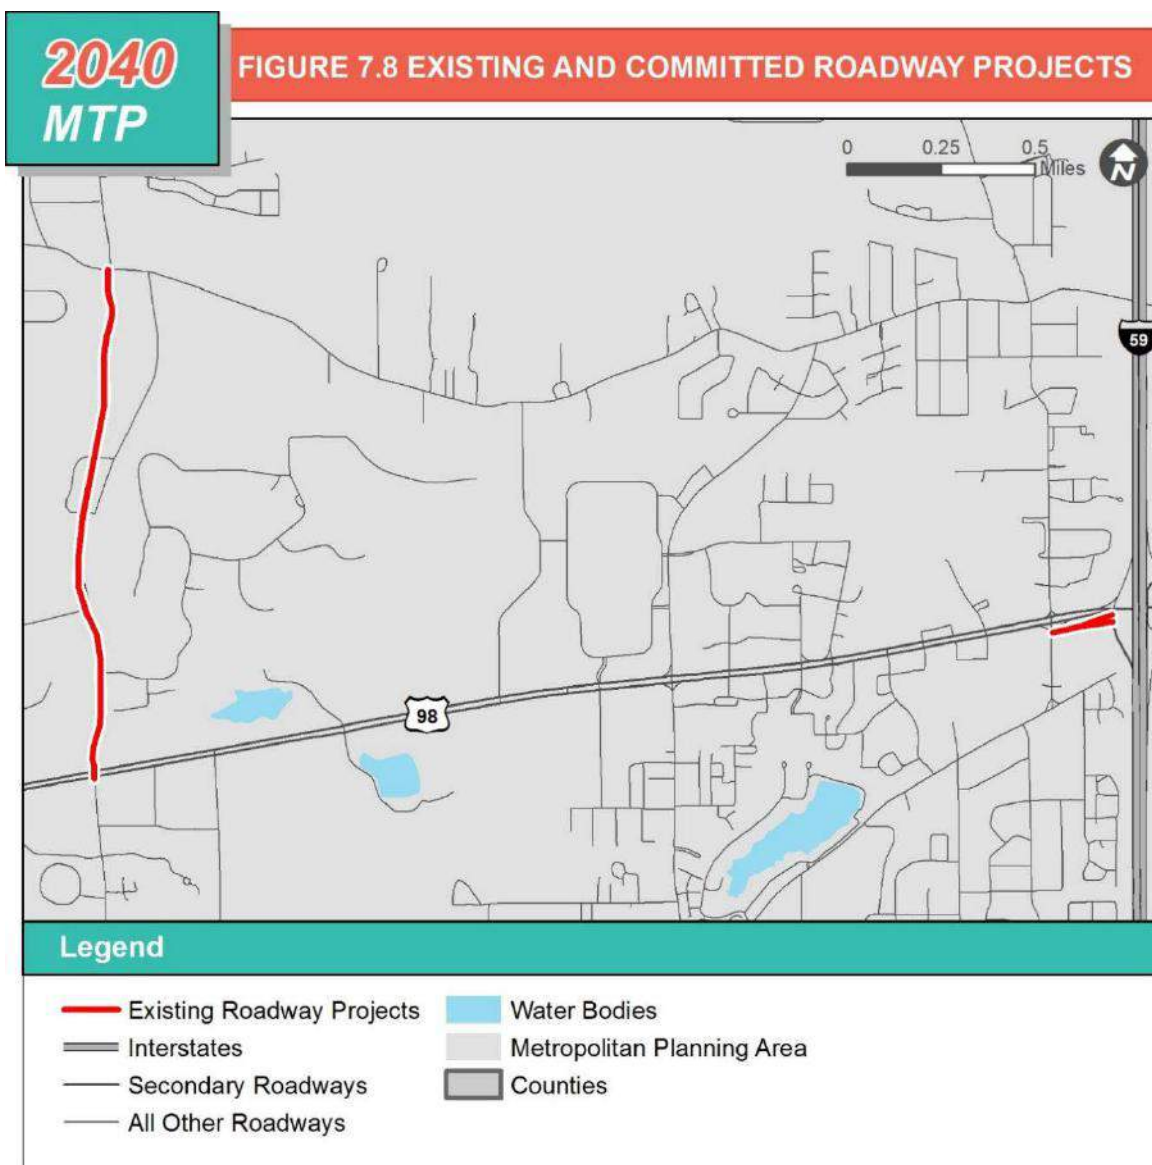 2040
MTP
FIGURE 7.8 EXISTING AND COMMITTED ROADWAY PROJECTS
0 0.25 0.5
Miles
N
59
98
Legend
Existing Roadway Projects
Water Bodies
Interstates
Metropolitan Planning Area
Secondary Roadways
Counties
All Other Roadways